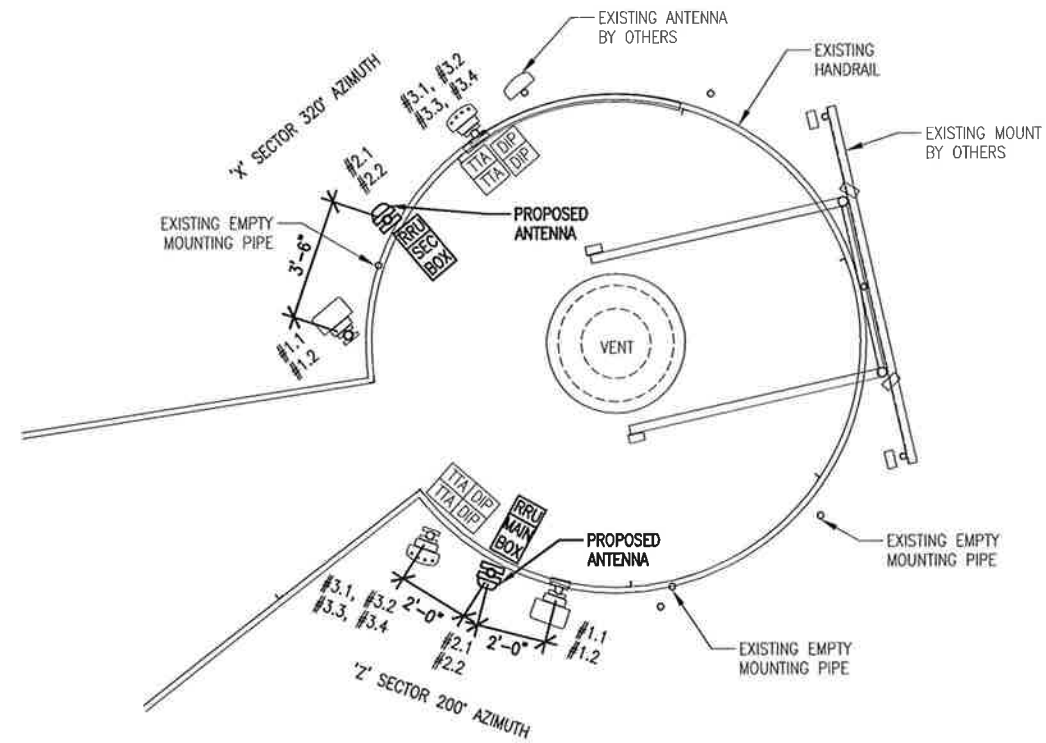 EXISTING ANTENNA
BY OTHERS
EXISTING
HANDRAIL
#3.1, #3.2
#3.3, #3.4
'X' SECTOR 320° AZIMUTH
EXISTING MOUNT
BY OTHERS
TTA DIP
TTA DIP
#2.1
#2.2
PROPOSED
ANTENNA
EXISTING EMPTY
MOUNTING PIPE
RRU
SEC
BOX
3'-6"
#1.1
#1.2
VENT
TTA DIP
TTA DIP
RRU
MAIN
BOX
PROPOSED
ANTENNA
EXISTING EMPTY
MOUNTING PIPE
#3.1, #3.2
#3.3, #3.4
2'-0"
#2.1
#2.2
2'-0"
#1.1
#1.2
EXISTING EMPTY
MOUNTING PIPE
'Z' SECTOR 200° AZIMUTH